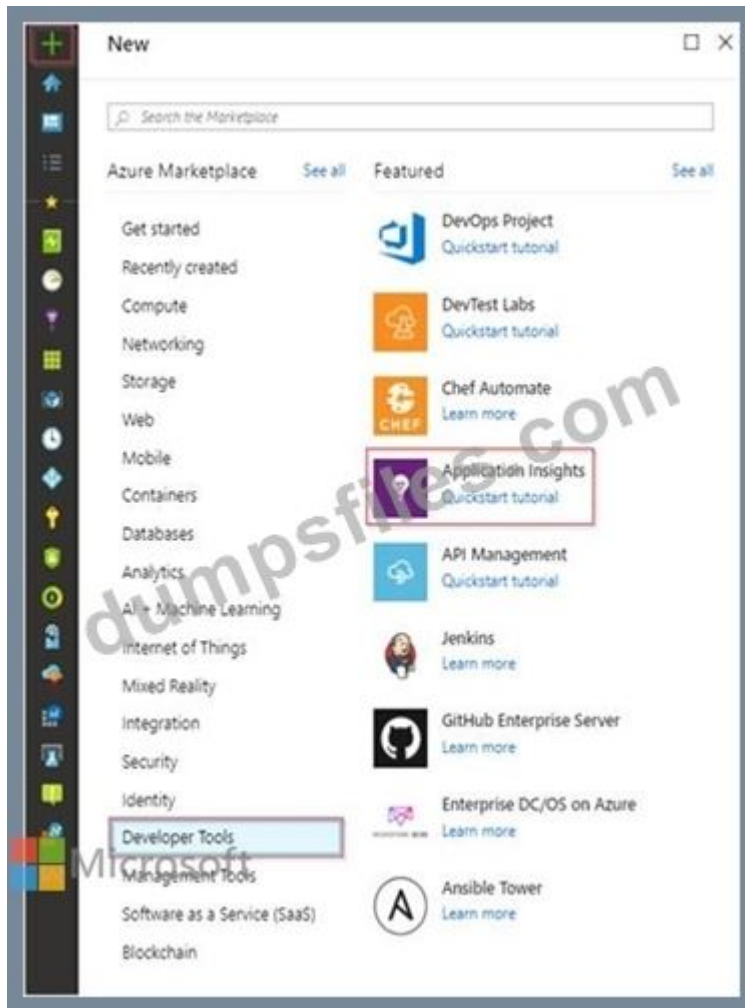 New
Search the Marketplace
Azure Marketplace
See all
Get started
Recently created
Compute
Networking
Storage
Web
Mobile
Containers
Databases
Analytics
AI + Machine Learning
Internet of Things
Mixed Reality
Integration
Security
Identity
Developer Tools
Management Tools
Software as a Service (SaaS)
Blockchain
Featured
See all
DevOps Project
Quickstart tutorial
DevTest Labs
Quickstart tutorial
CHEF
Chef Automate
Learn more
Application Insights
Quickstart tutorial
API Management
Quickstart tutorial
Jenkins
Learn more
GitHub Enterprise Server
Learn more
Enterprise DC/OS on Azure
Learn more
Ansible Tower
Learn more
dumpsfiles.com
Microsoft